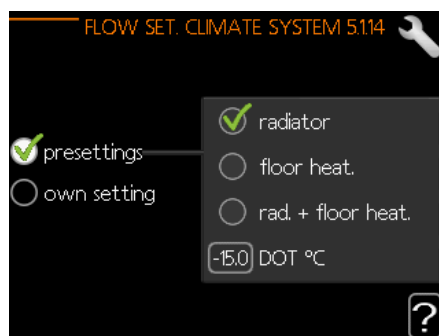 FLOW SET. CLIMATE SYSTEM 5.1.14
presettings
own setting
radiator
floor heat.
rad. + floor heat.
-15.0 DOT °C
?